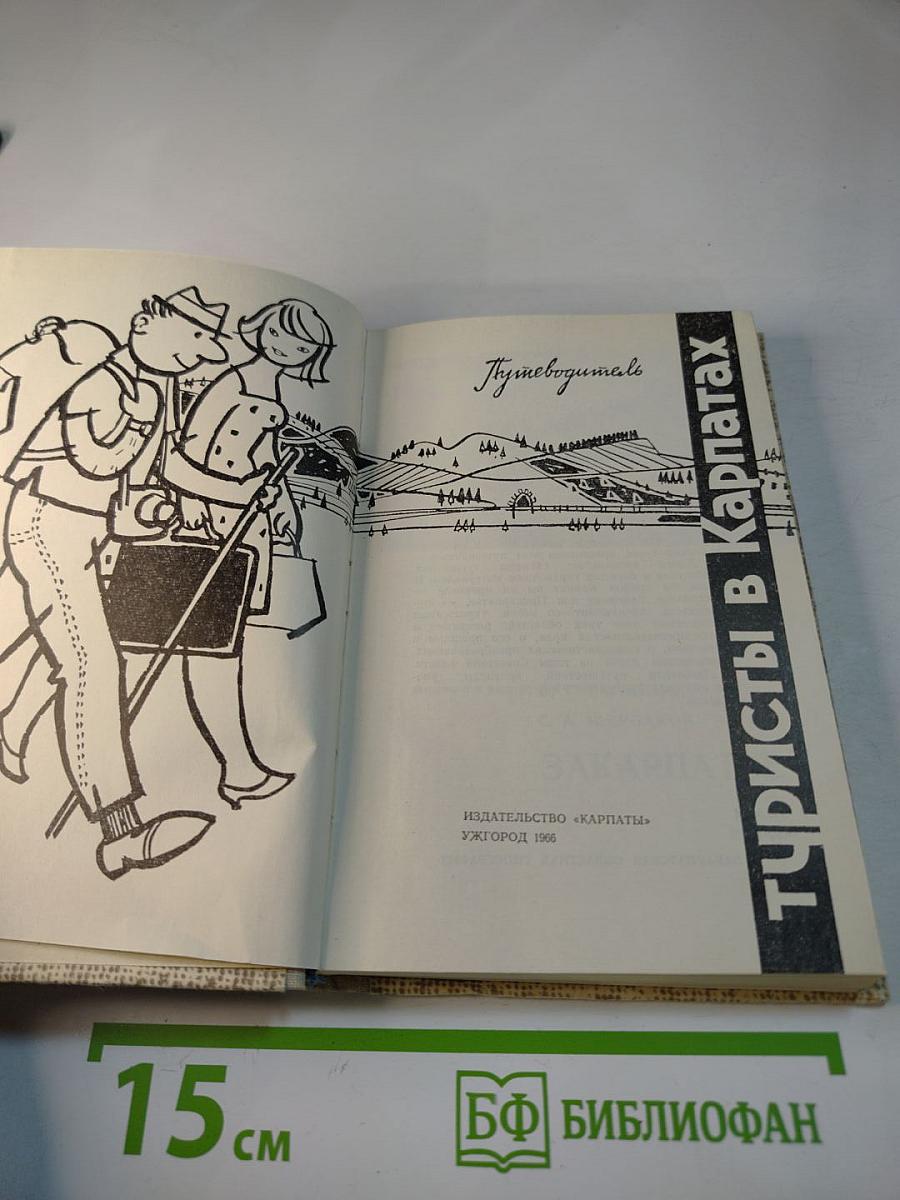 Путеводитель
ТУРИСТЫ В Карпатах
ИЗДАТЕЛЬСТВО «КАРПАТЫ»
УЖГОРОД 1966
15 см
БФ БИБЛИОФАН